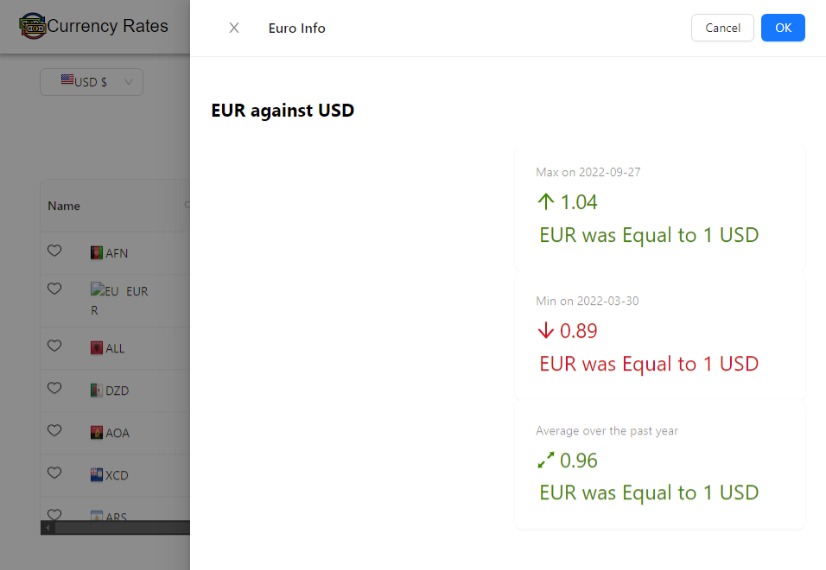 Currency Rates
Euro Info
Cancel
OK
USD $
EUR against USD
Max on 2022-09-27
1.04
EUR was Equal to 1 USD
Min on 2022-03-30
0.89
EUR was Equal to 1 USD
Average over the past year
0.96
EUR was Equal to 1 USD
Name
AFN
EU EUR
R
ALL
DZD
AOA
XCD
ARS